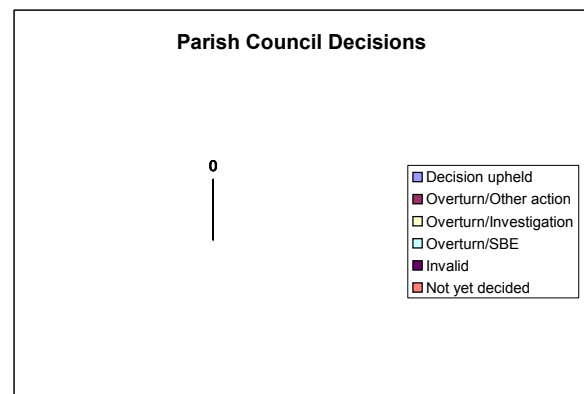 Parish Council Decisions
0
Decision upheld
Overturn/Other action
Overturn/Investigation
Overturn/SBE
Invalid
Not yet decided